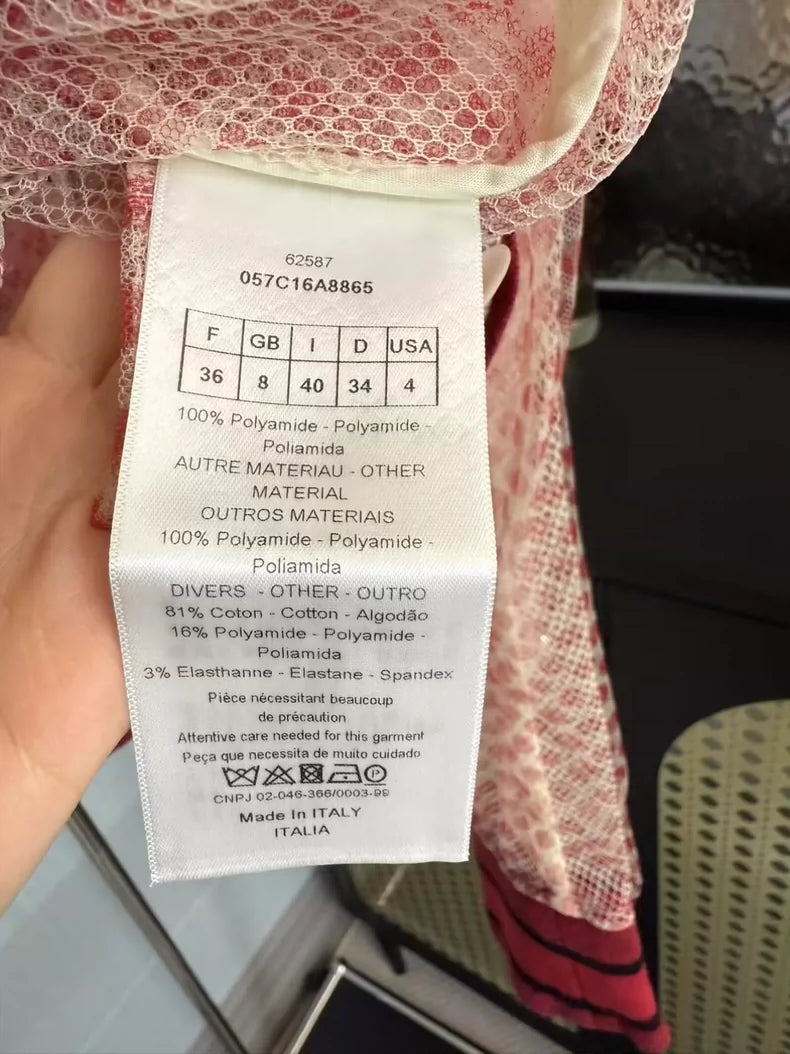 62587
057C16A8865
F GB I D USA
36 8 40 34 4
100% Polyamide - Polyamide -
Poliamida
AUTRE MATERIAU - OTHER
MATERIAL
OUTROS MATERIAIS
100% Polyamide - Polyamide -
Poliamida
DIVERS - OTHER - OUTRO
81% Coton - Cotton - Algodão
16% Polyamide - Polyamide -
Poliamida
3% Elasthanne - Elastane - Spandex
Pièce nécessitant beaucoup
de précaution
Attentive care needed for this garment
Peça que necessita de muito cuidado
P
CNPJ 02-046-366/0003-99
Made In ITALY
ITALIA